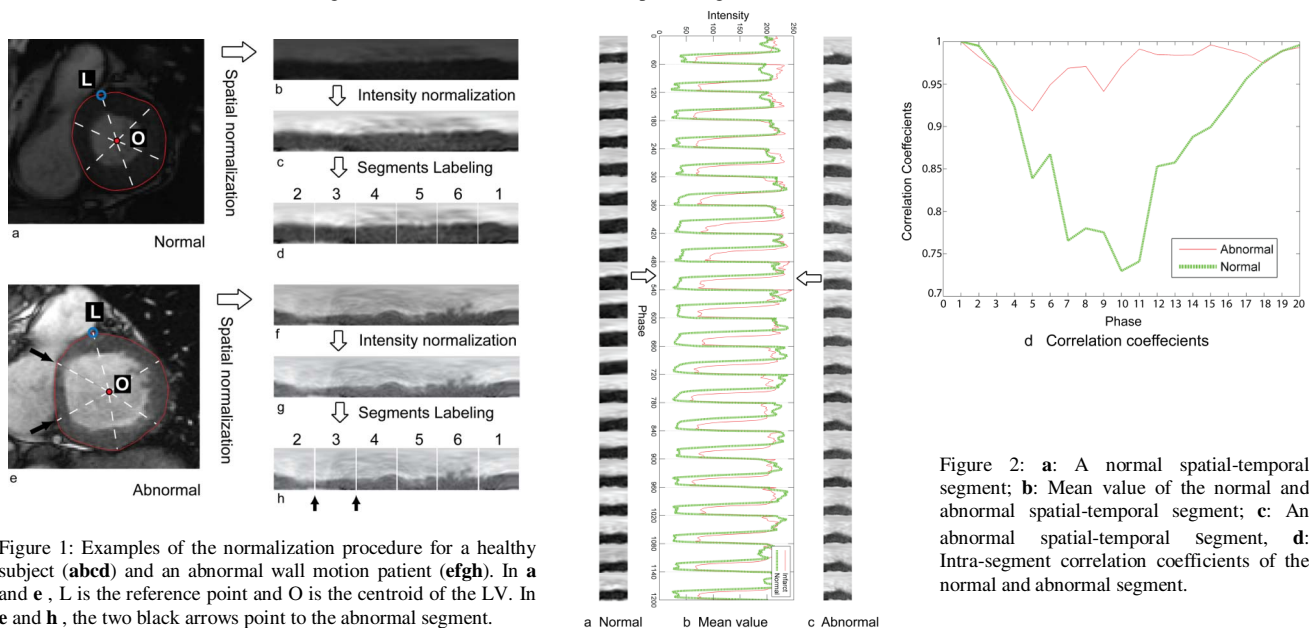 L
O
a
Normal
Spatial normalization
b
Intensity normalization
c
Segments Labeling
2 3 4 5 6 1
d
L
O
e
Abnormal
Spatial normalization
f
Intensity normalization
g
Segments Labeling
2 3 4 5 6 1
h
Figure 1: Examples of the normalization procedure for a healthy
subject (abcd) and an abnormal wall motion patient (efgh). In a
and e , L is the reference point and O is the centroid of the LV. In
e and h , the two black arrows point to the abnormal segment.
Intensity
0 50 100 150 200 250
0
60
120
180
240
300
360
420
480
540
600
660
720
780
840
900
960
1020
1080
1140
1200
Phase
Infarct
Normal
a Normal
b Mean value
c Abnormal
1
0.95
0.9
0.85
0.8
0.75
0.7
Correlation Coeffecients
0 1 2 3 4 5 6 7 8 9 10 11 12 13 14 15 16 17 18 19 20
Phase
Abnormal
Normal
d Correlation coeffecients
Figure 2: a: A normal spatial-temporal
segment; b: Mean value of the normal and
abnormal spatial-temporal segment; c: An
abnormal spatial-temporal Segment, d:
Intra-segment correlation coefficients of the
normal and abnormal segment.